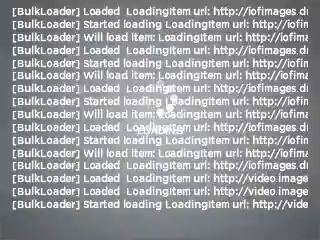 [BulkLoader] Loaded LoadingItem url: http://iofimages.d
[BulkLoader] Started loading LoadingItem url: http://iofi
[BulkLoader] Will load item: LoadingItem url: http://iofima
[BulkLoader] Loaded LoadingItem url: http://iofimages.d
[BulkLoader] Started loading LoadingItem url: http://iofi
[BulkLoader] Will load item: LoadingItem url: http://iofima
[BulkLoader] Loaded LoadingItem url: http://iofimages.d
[BulkLoader] Started loading LoadingItem url: http://iofi
[BulkLoader] Will load item: LoadingItem url: http://iofima
[BulkLoader] Loaded LoadingItem url: http://iofimages.d
LOADING
[BulkLoader] Started loading LoadingItem url: http://iofi
[BulkLoader] Will load item: LoadingItem url: http://iofima
[BulkLoader] Loaded LoadingItem url: http://iofimages.d
[BulkLoader] Loaded LoadingItem url: http://video.image
[BulkLoader] Loaded LoadingItem url: http://video.image
[BulkLoader] Started loading LoadingItem url: http://vide